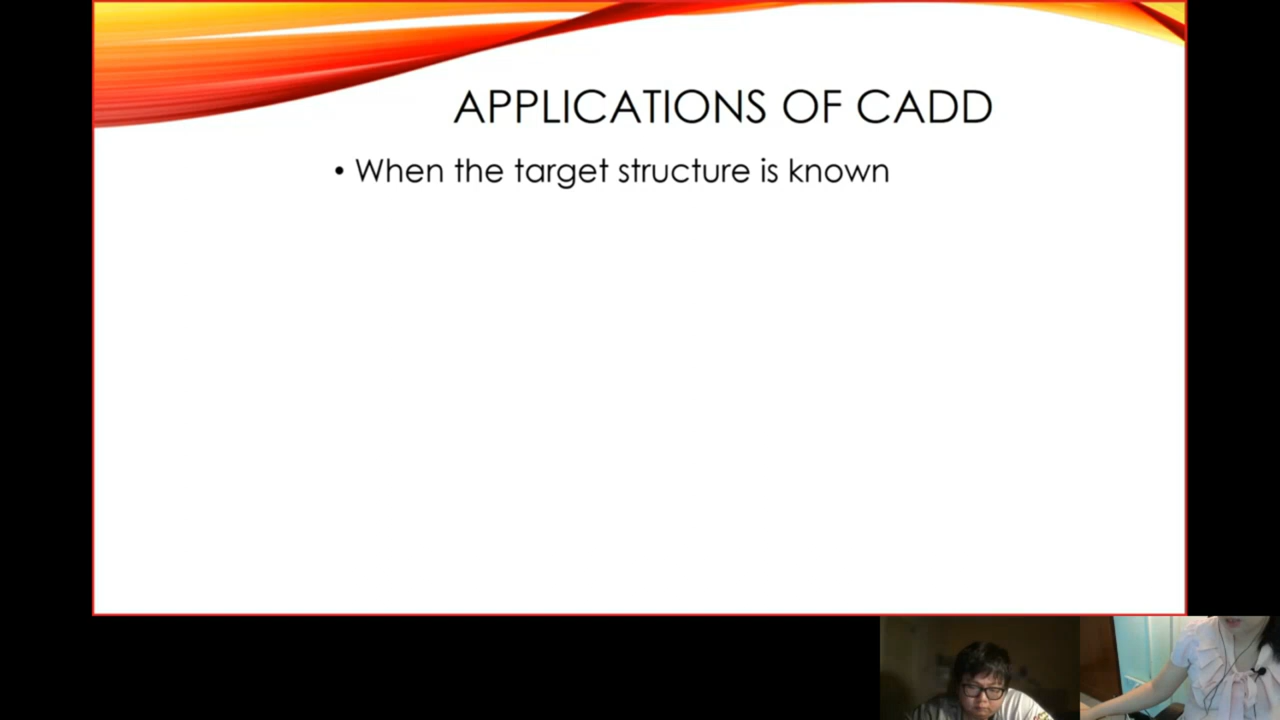 APPLICATIONS OF CADD
• When the target structure is known